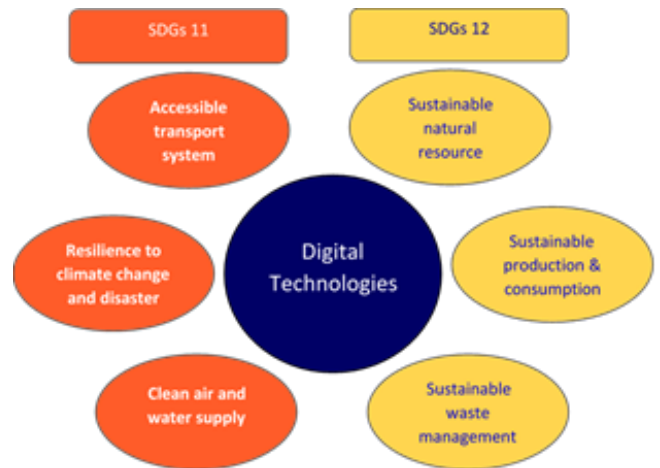 SDGs 11
SDGs 12
Accessible
transport
system
Sustainable
natural
resource
Digital
Technologies
Resilience to
climate change
and disaster
Sustainable
production &
consumption
Clean air and
water supply
Sustainable
waste
management